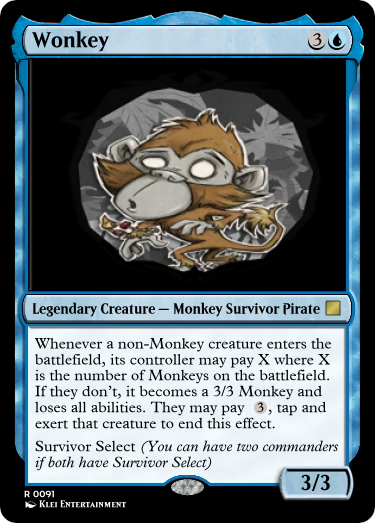 Wonkey 3
Legendary Creature — Monkey Survivor Pirate
Whenever a non-Monkey creature enters the
battlefield, its controller may pay X where X
is the number of Monkeys on the battlefield.
If they don't, it becomes a 3/3 Monkey and
loses all abilities. They may pay 3, tap and
exert that creature to end this effect.
Survivor Select (You can have two commanders
if both have Survivor Select)
3/3
R 0091
KLEI ENTERTAINMENT